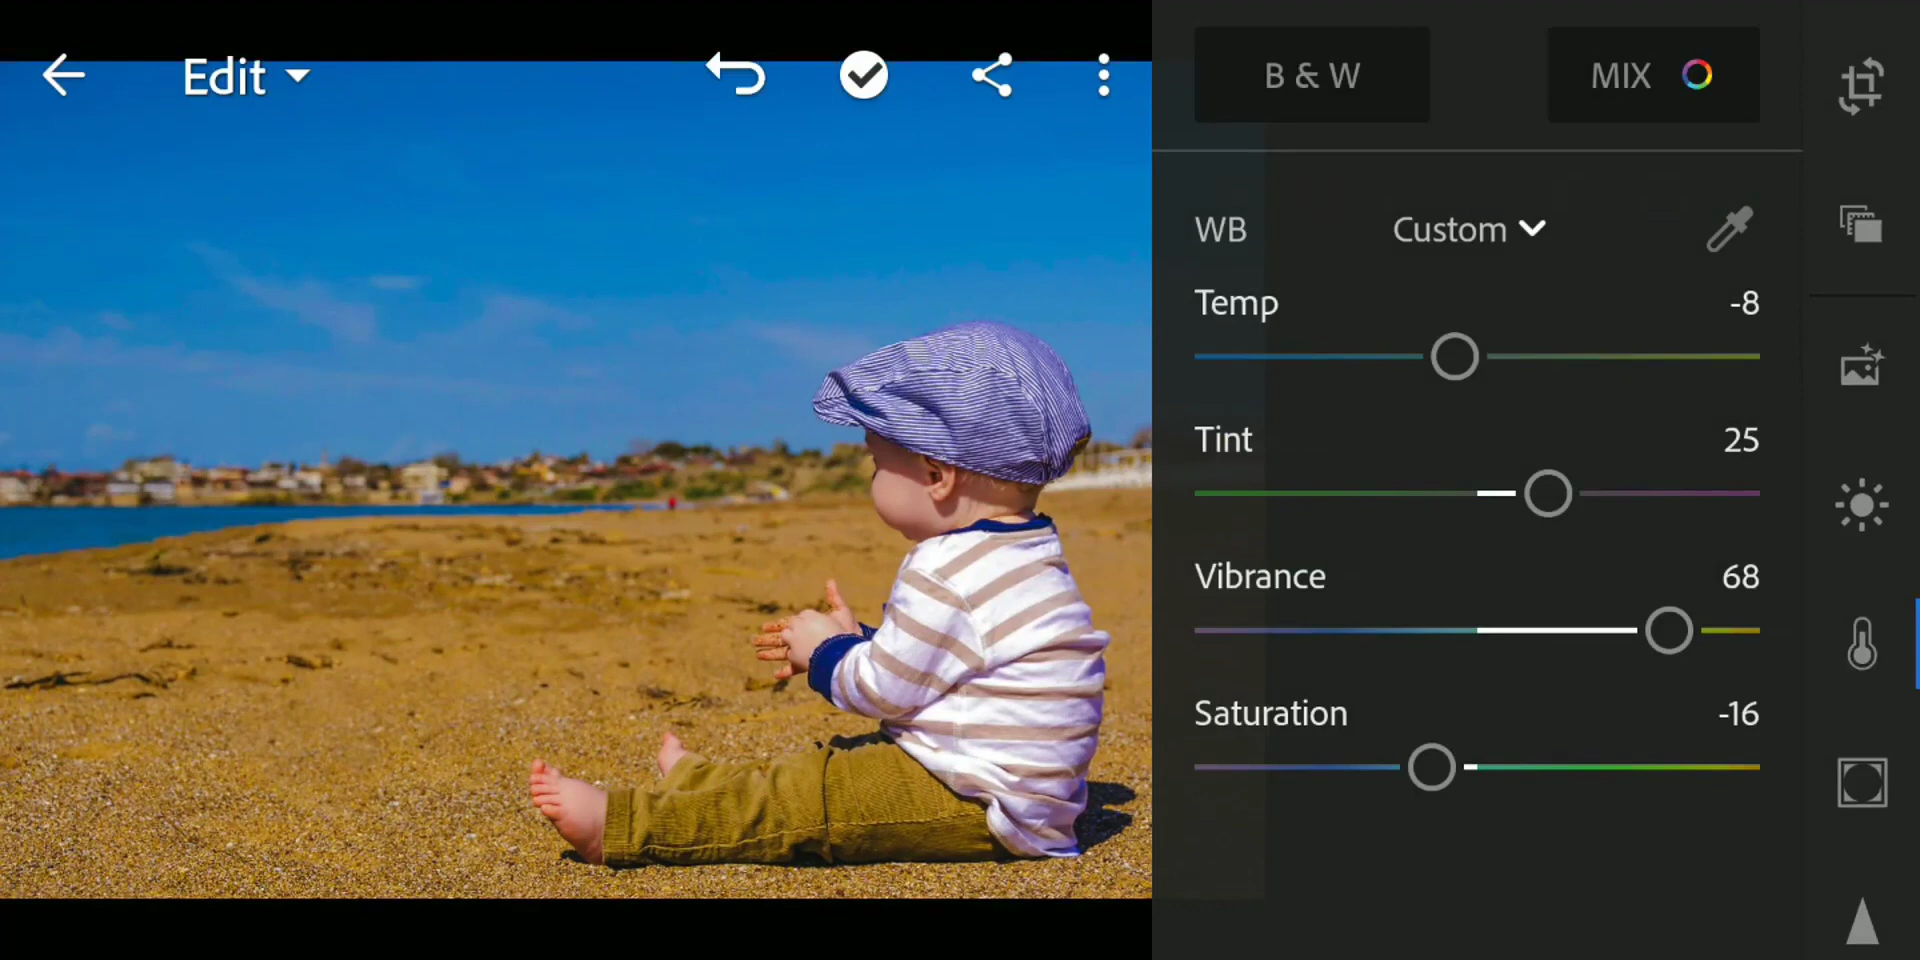 Edit
B & W
MIX
WB
Custom
Temp
-8
Tint
25
Vibrance
68
Saturation
-16